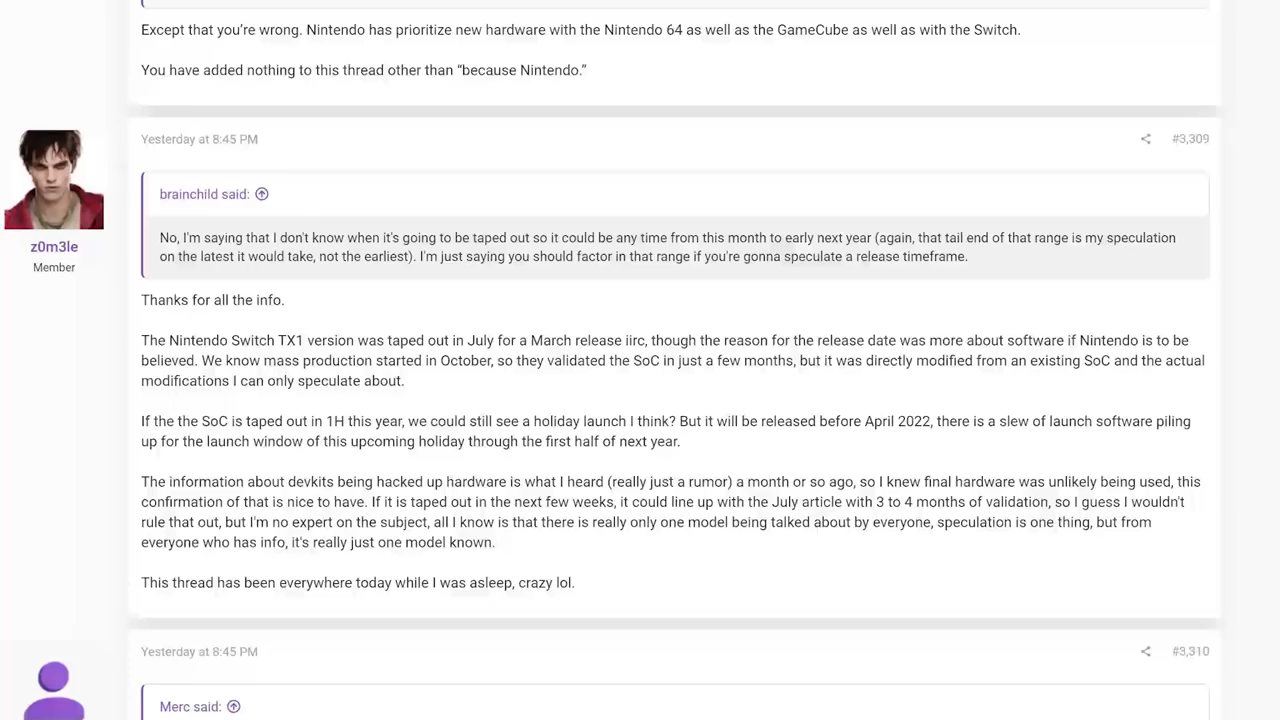 Except that you’re wrong. Nintendo has prioritize new hardware with the Nintendo 64 as well as the GameCube as well as with the Switch.
You have added nothing to this thread other than “because Nintendo.”
Yesterday at 8:45 PM
#3,309
z0m3le
Member
brainchild said:
No, I'm saying that I don't know when it's going to be taped out so it could be any time from this month to early next year (again, that tail end of that range is my speculation
on the latest it would take, not the earliest). I'm just saying you should factor in that range if you're gonna speculate a release timeframe.
Thanks for all the info.
The Nintendo Switch TX1 version was taped out in July for a March release iirc, though the reason for the release date was more about software if Nintendo is to be
believed. We know mass production started in October, so they validated the SoC in just a few months, but it was directly modified from an existing SoC and the actual
modifications I can only speculate about.
If the the SoC is taped out in 1H this year, we could still see a holiday launch I think? But it will be released before April 2022, there is a slew of launch software piling
up for the launch window of this upcoming holiday through the first half of next year.
The information about devkits being hacked up hardware is what I heard (really just a rumor) a month or so ago, so I knew final hardware was unlikely being used, this
confirmation of that is nice to have. If it is taped out in the next few weeks, it could line up with the July article with 3 to 4 months of validation, so I guess I wouldn't
rule that out, but I'm no expert on the subject, all I know is that there is really only one model being talked about by everyone, speculation is one thing, but from
everyone who has info, it's really just one model known.
This thread has been everywhere today while I was asleep, crazy lol.
Yesterday at 8:45 PM
#3,310
Merc said: